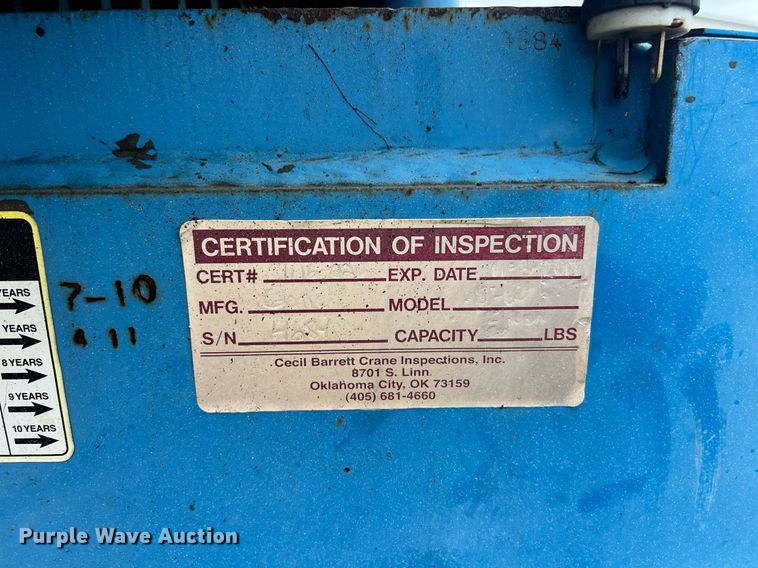 4384
YEARS
YEARS
8 YEARS
9 YEARS
10 YEARS
7-10
4 11
CERTIFICATION OF INSPECTION
CERT# EXP. DATE
MFG. MODEL
S/N CAPACITY LBS
Cecil Barrett Crane Inspections, Inc.
8701 S. Linn
Oklahoma City, OK 73159
(405) 681-4660
Purple Wave Auction